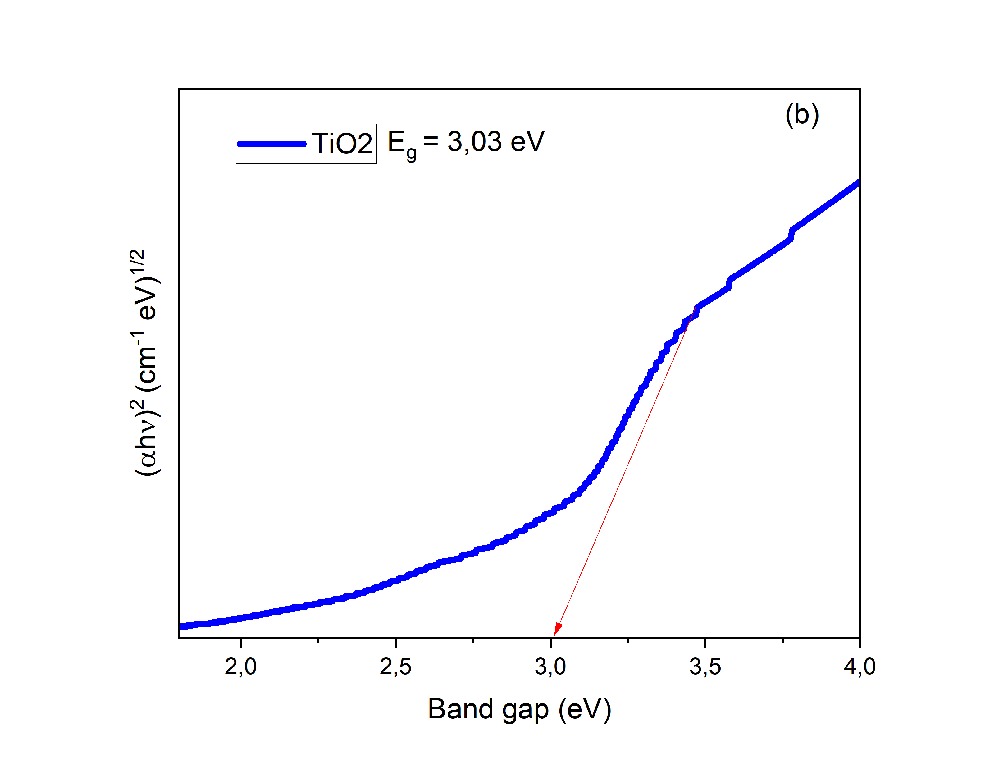 (b)
TiO2 E_g = 3,03 eV
(αhν)² (cm⁻¹ eV)^1/2
2,0 2,5 3,0 3,5 4,0
Band gap (eV)